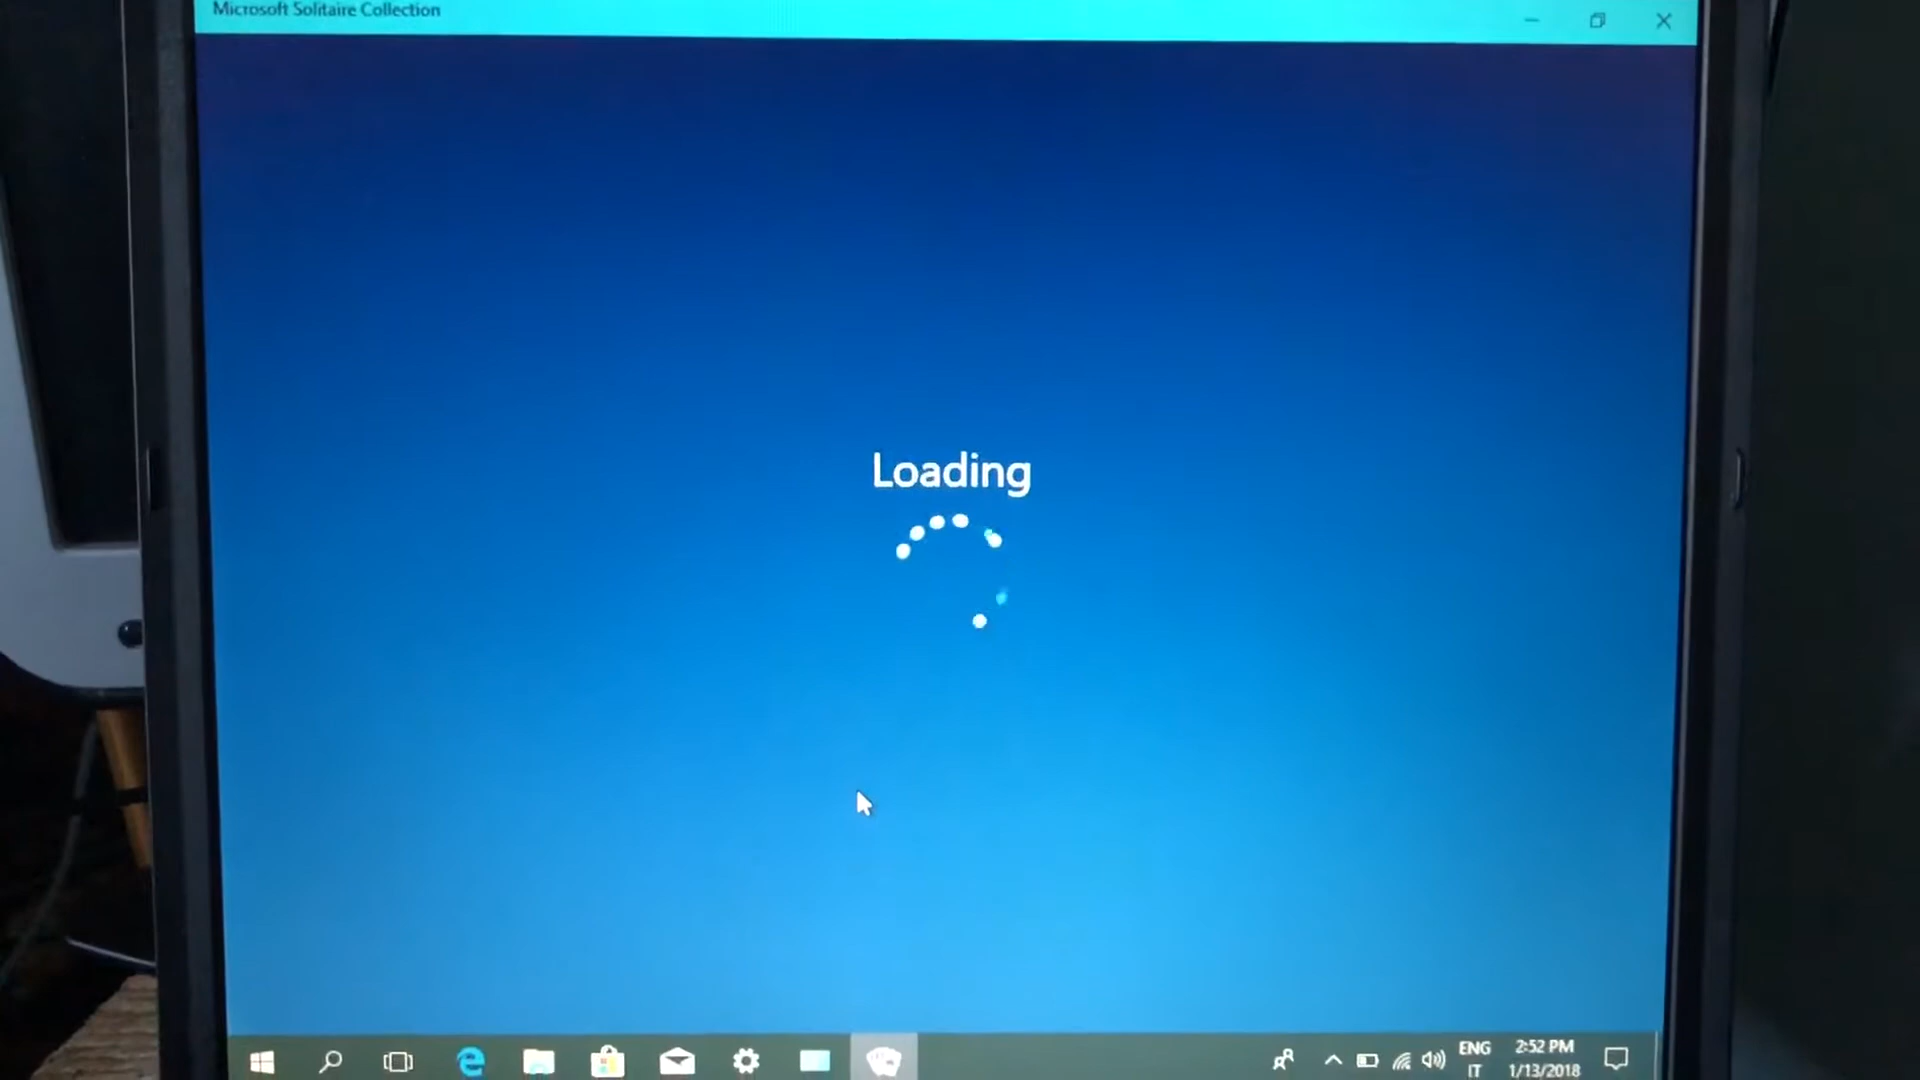 Microsoft Solitaire Collection
Loading
ENG
IT
2:52 PM
1/13/2018